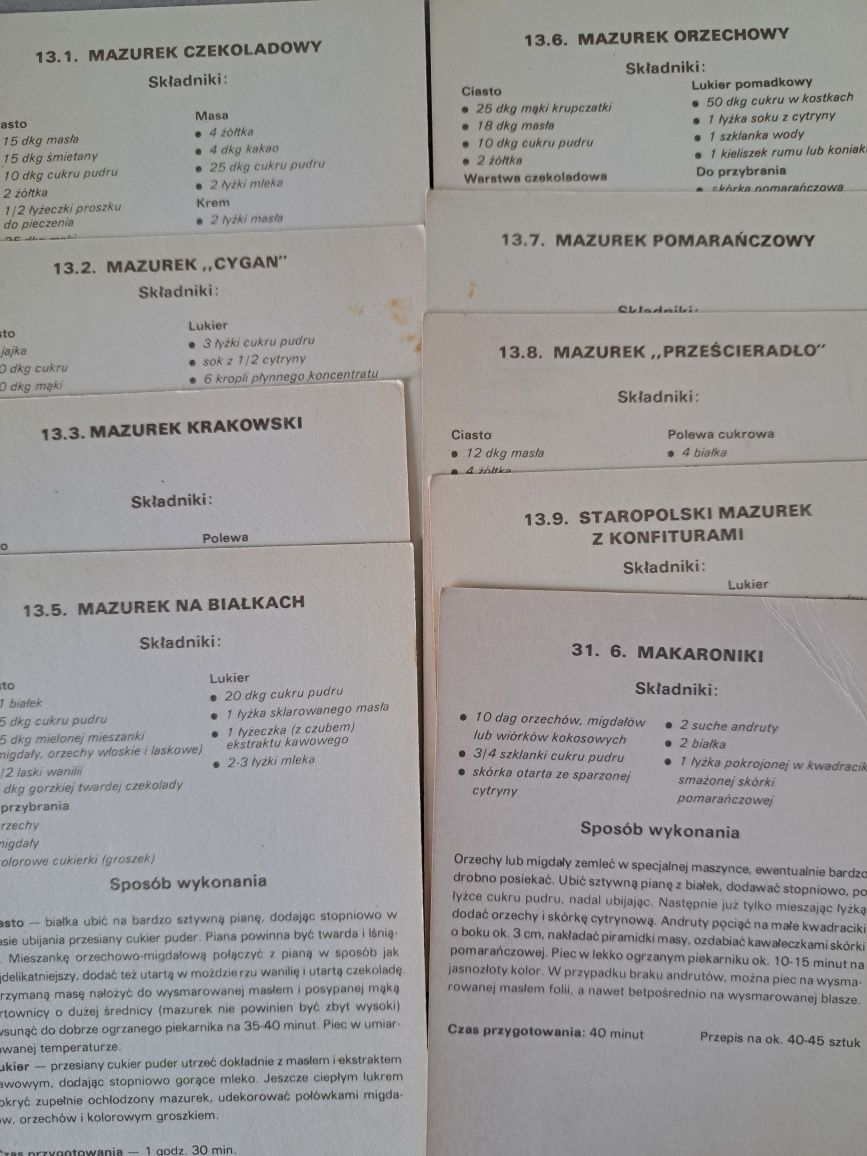 13.1. MAZUREK CZEKOLADOWY
Składniki:
asto
15 dkg masła
15 dkg śmietany
10 dkg cukru pudru
2 żółtka
1/2 łyżeczki proszku
do pieczenia
Masa
● 4 żółtka
● 4 dkg kakao
● 25 dkg cukru pudru
● 2 łyżki mleka
Krem
● 2 łyżki masła
13.2. MAZUREK ,,CYGAN"
Składniki:
sto
jajka
0 dkg cukru
0 dkg mąki
Lukier
● 3 łyżki cukru pudru
● sok z 1/2 cytryny
● 6 kropli płynnego koncentratu
13.3. MAZUREK KRAKOWSKI
Składniki:
o
Polewa
13.5. MAZUREK NA BIAŁKACH
Składniki:
sto
1 białek
5 dkg cukru pudru
5 dkg mielonej mieszanki
migdały, orzechy włoskie i laskowe)
/2 laski wanilii
dkg gorzkiej twardej czekolady
przybrania
rzechy
nigdały
olorowe cukierki (groszek)
Lukier
● 20 dkg cukru pudru
● 1 łyżka sklarowanego masła
● 1 łyżeczka (z czubem)
ekstraktu kawowego
● 2-3 łyżki mleka
Sposób wykonania
asto — białka ubić na bardzo sztywną pianę, dodając stopniowo w
asie ubijania przesiany cukier puder. Piana powinna być twarda i lśnią-
. Mieszankę orzechowo-migdałową połączyć z pianą w sposób jak
jdelikatniejszy, dodać też utartą w moździerzu wanilię i utartą czekoladę.
rzymaną masę nałożyć do wysmarowanej masłem i posypanej mąką
rtownicy o dużej średnicy (mazurek nie powinien być zbyt wysoki)
wsunąć do dobrze ogrzanego piekarnika na 35-40 minut. Piec w umiar-
owanej temperaturze.
ukier — przesiany cukier puder utrzeć dokładnie z masłem i ekstraktem
awowym, dodając stopniowo gorące mleko. Jeszcze ciepłym lukrem
okryć zupełnie ochłodzony mazurek, udekorować połówkami migda-
ów, orzechów i kolorowym groszkiem.
Czas przygotowania — 1 godz. 30 min.
13.6. MAZUREK ORZECHOWY
Składniki:
Ciasto
● 25 dkg mąki krupczatki
● 18 dkg masła
● 10 dkg cukru pudru
● 2 żółtka
Warstwa czekoladowa
Lukier pomadkowy
● 50 dkg cukru w kostkach
● 1 łyżka soku z cytryny
● 1 szklanka wody
● 1 kieliszek rumu lub koniak
Do przybrania
● skórka pomarańczowa
13.7. MAZUREK POMARAŃCZOWY
Składniki:
13.8. MAZUREK ,,PRZEŚCIERADŁO"
Składniki:
Ciasto
● 12 dkg masła
● 4 żółtka
Polewa cukrowa
● 4 białka
13.9. STAROPOLSKI MAZUREK
Z KONFITURAMI
Składniki:
Lukier
31. 6. MAKARONIKI
Składniki:
● 10 dag orzechów, migdałów
lub wiórków kokosowych
● 3/4 szklanki cukru pudru
● skórka otarta ze sparzonej
cytryny
● 2 suche andruty
● 2 białka
● 1 łyżka pokrojonej w kwadracik
smażonej skórki
pomarańczowej
Sposób wykonania
Orzechy lub migdały zemleć w specjalnej maszynce, ewentualnie bardzo
drobno posiekać. Ubić sztywną pianę z białek, dodawać stopniowo, po
łyżce cukru pudru, nadal ubijając. Następnie już tylko mieszając łyżką
dodać orzechy i skórkę cytrynową. Andruty pociąć na małe kwadraciki
o boku ok. 3 cm, nakładać piramidki masy, ozdabiać kawałeczkami skórki
pomarańczowej. Piec w lekko ogrzanym piekarniku ok. 10-15 minut na
jasnozłoty kolor. W przypadku braku andrutów, można piec na wysma-
rowanej masłem folii, a nawet betpośrednio na wysmarowanej blasze.
Czas przygotowania: 40 minut
Przepis na ok. 40-45 sztuk